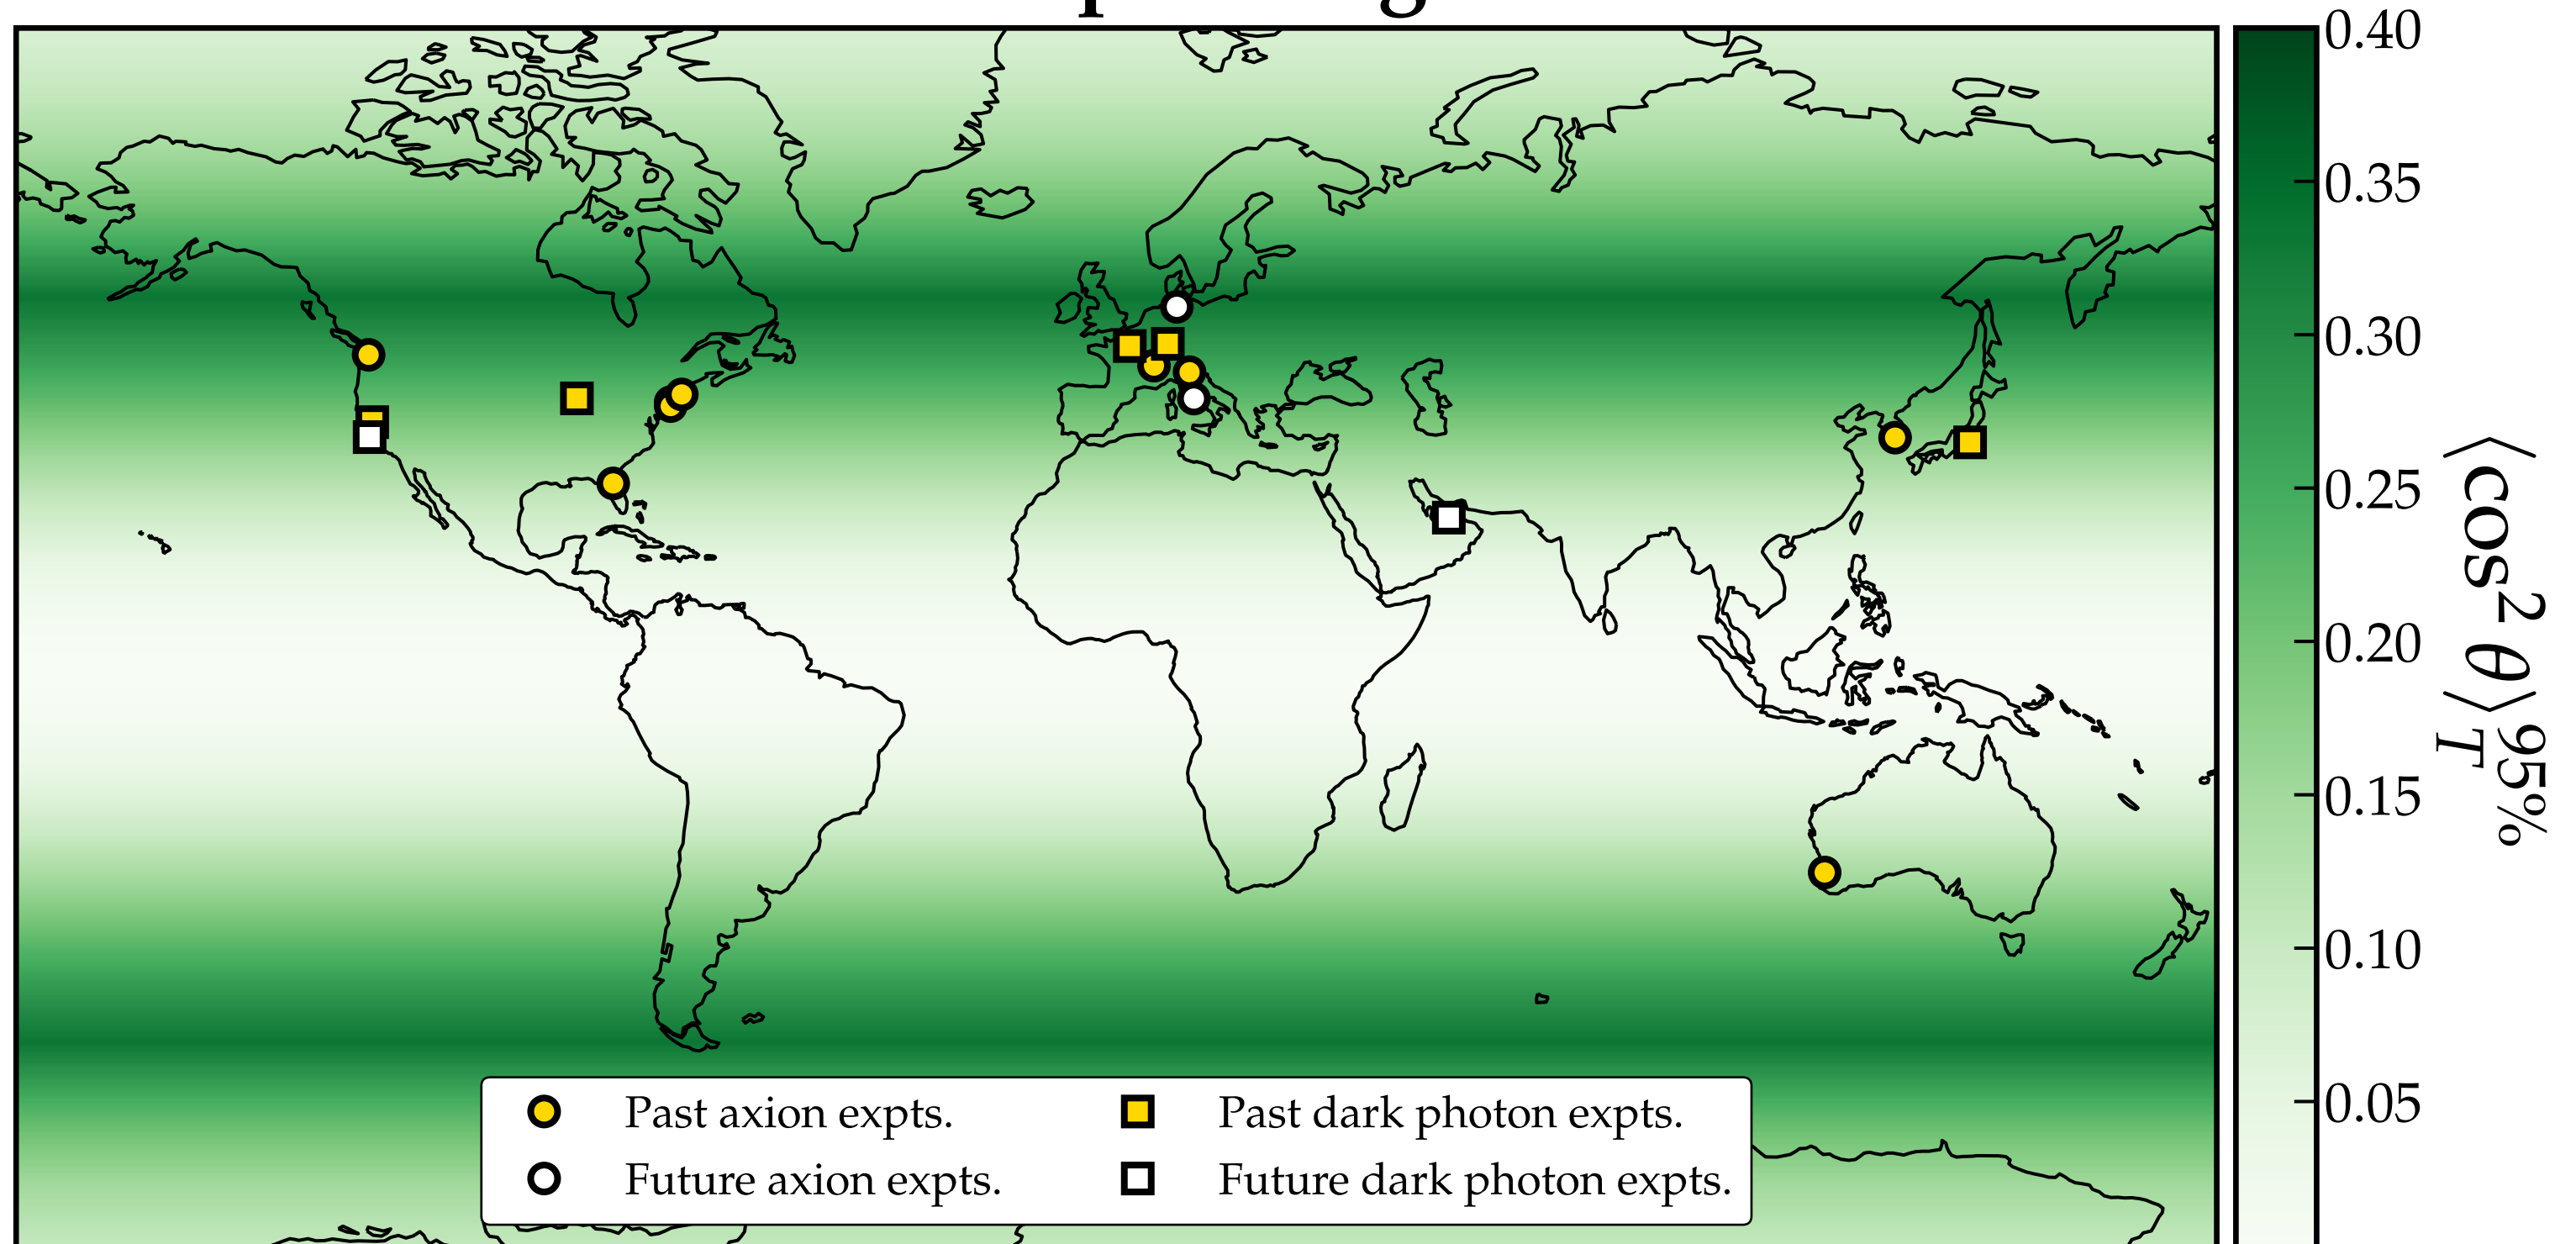 0.40
0.35
0.30
0.25
0.20
0.15
0.10
0.05
⟨cos² θ⟩_T^95%
Past axion expts.
Future axion expts.
Past dark photon expts.
Future dark photon expts.